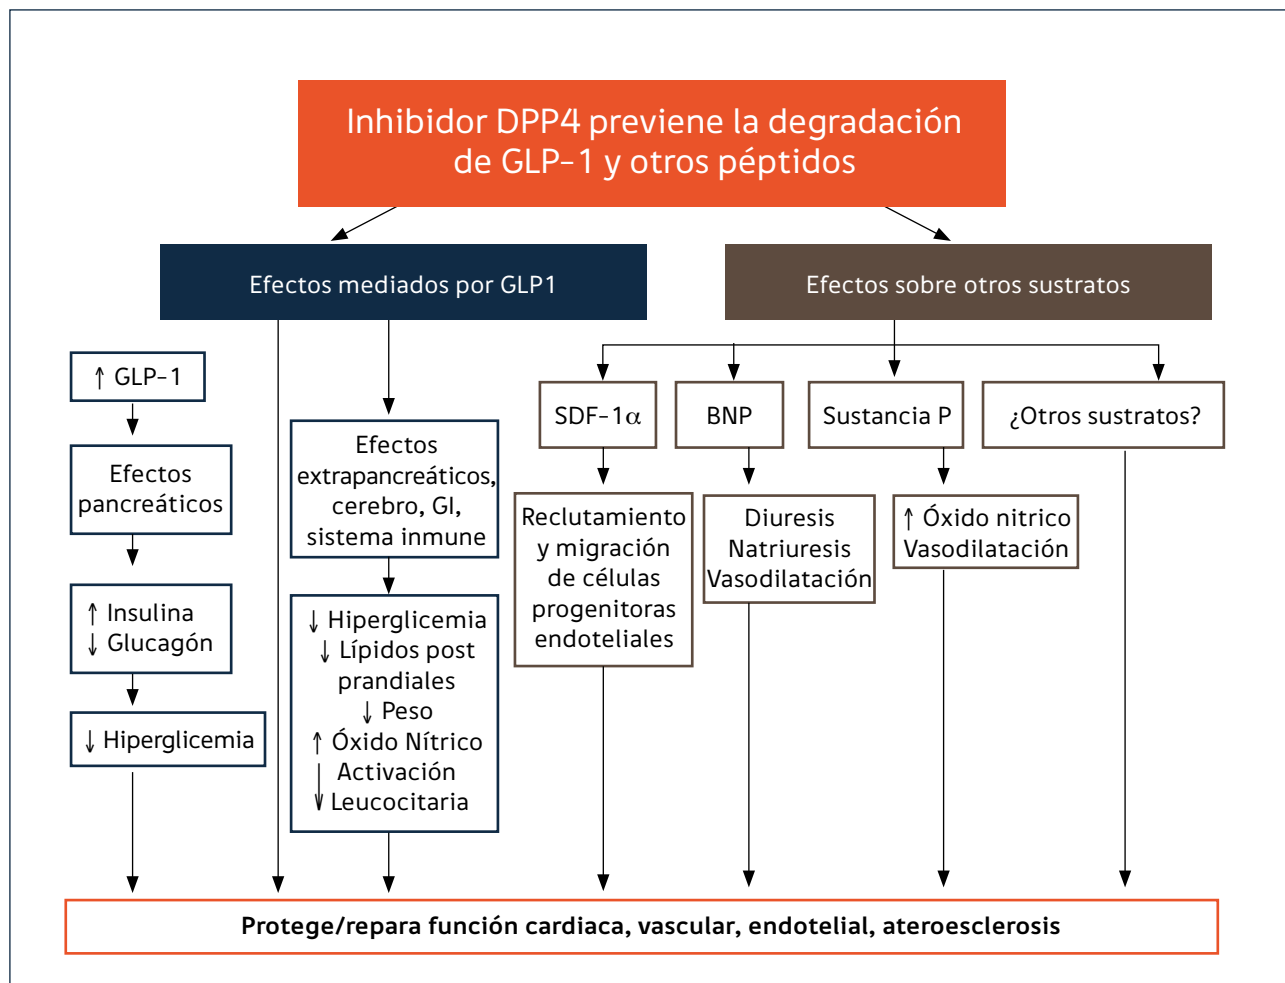 Inhibidor DPP4 previene la degradación
de GLP-1 y otros péptidos
Efectos mediados por GLP1
Efectos sobre otros sustratos
↑ GLP-1
Efectos
pancreáticos
↑ Insulina
↓ Glucagón
↓ Hiperglicemia
Efectos
extrapancreáticos,
cerebro, GI,
sistema inmune
↓ Hiperglicemia
↓ Lípidos post
prandiales
↓ Peso
↑ Óxido Nítrico
↓ Activación
Leucocitaria
SDF-1α
Reclutamiento
y migración
de células
progenitoras
endoteliales
BNP
Diuresis
Natriuresis
Vasodilatación
Sustancia P
↑ Óxido nitrico
Vasodilatación
¿Otros sustratos?
Protege/repara función cardiaca, vascular, endotelial, ateroesclerosis